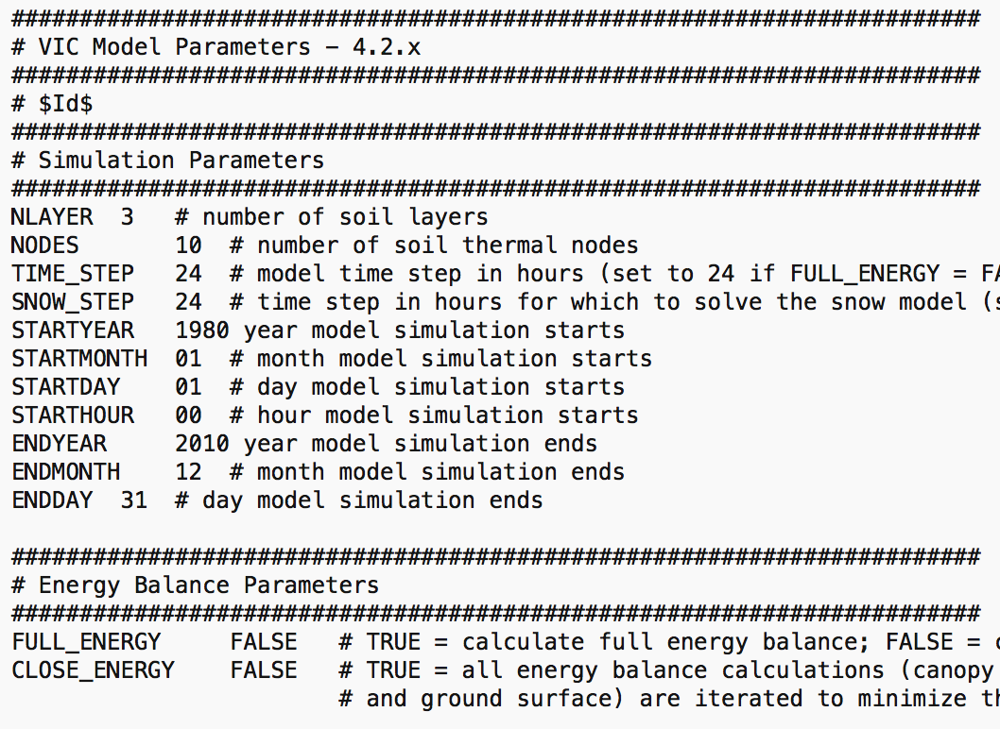 #######################################################################
# VIC Model Parameters - 4.2.x
#######################################################################
# $Id$
#######################################################################
# Simulation Parameters
#######################################################################
NLAYER  3   # number of soil layers
NODES       10  # number of soil thermal nodes
TIME_STEP   24  # model time step in hours (set to 24 if FULL_ENERGY = FA
SNOW_STEP   24  # time step in hours for which to solve the snow model (s
STARTYEAR   1980 year model simulation starts
STARTMONTH  01  # month model simulation starts
STARTDAY    01  # day model simulation starts
STARTHOUR   00  # hour model simulation starts
ENDYEAR     2010 year model simulation ends
ENDMONTH    12  # month model simulation ends
ENDDAY  31  # day model simulation ends
#######################################################################
# Energy Balance Parameters
#######################################################################
FULL_ENERGY     FALSE   # TRUE = calculate full energy balance; FALSE = c
CLOSE_ENERGY    FALSE   # TRUE = all energy balance calculations (canopy
                        # and ground surface) are iterated to minimize th